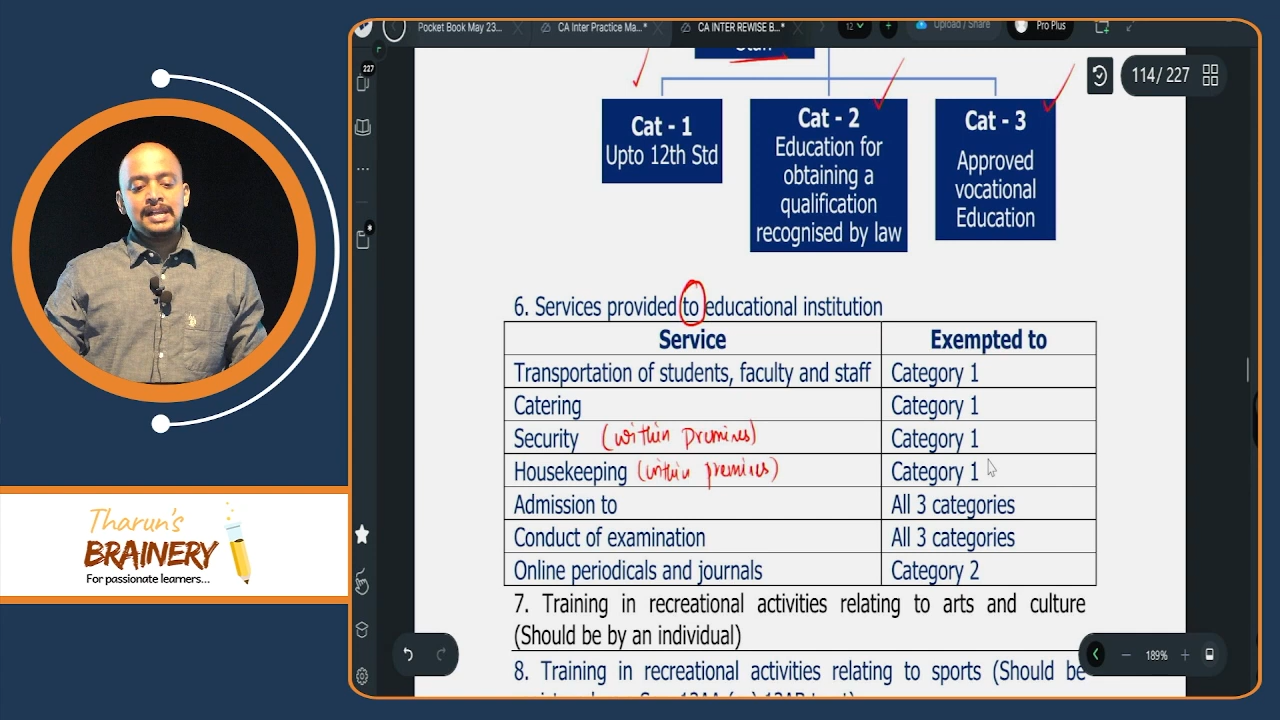 Pocket Book May 23...
CA Inter Practice Ma...*
CA INTER REWISE B...*
12
Upload / Share
Pro Plus
227
114 / 227
Staff
Cat - 1
Upto 12th Std
Cat - 2
Education for
obtaining a
qualification
recognised by law
Cat - 3
Approved
vocational
Education
6. Services provided to educational institution
Service Exempted to
Transportation of students, faculty and staff Category 1
Catering Category 1
Security (within premises) Category 1
Housekeeping (within premises) Category 1
Admission to All 3 categories
Conduct of examination All 3 categories
Online periodicals and journals Category 2
7. Training in recreational activities relating to arts and culture
(Should be by an individual)
8. Training in recreational activities relating to sports (Should be
189%
Tharun's
BRAINERY
For passionate learners...